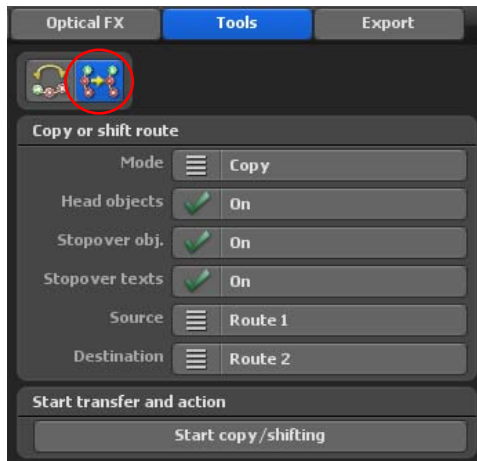 Optical FX Tools Export
Copy or shift route
Mode Copy
Head objects On
Stopover obj. On
Stopover texts On
Source Route 1
Destination Route 2
Start transfer and action
Start copy/shifting